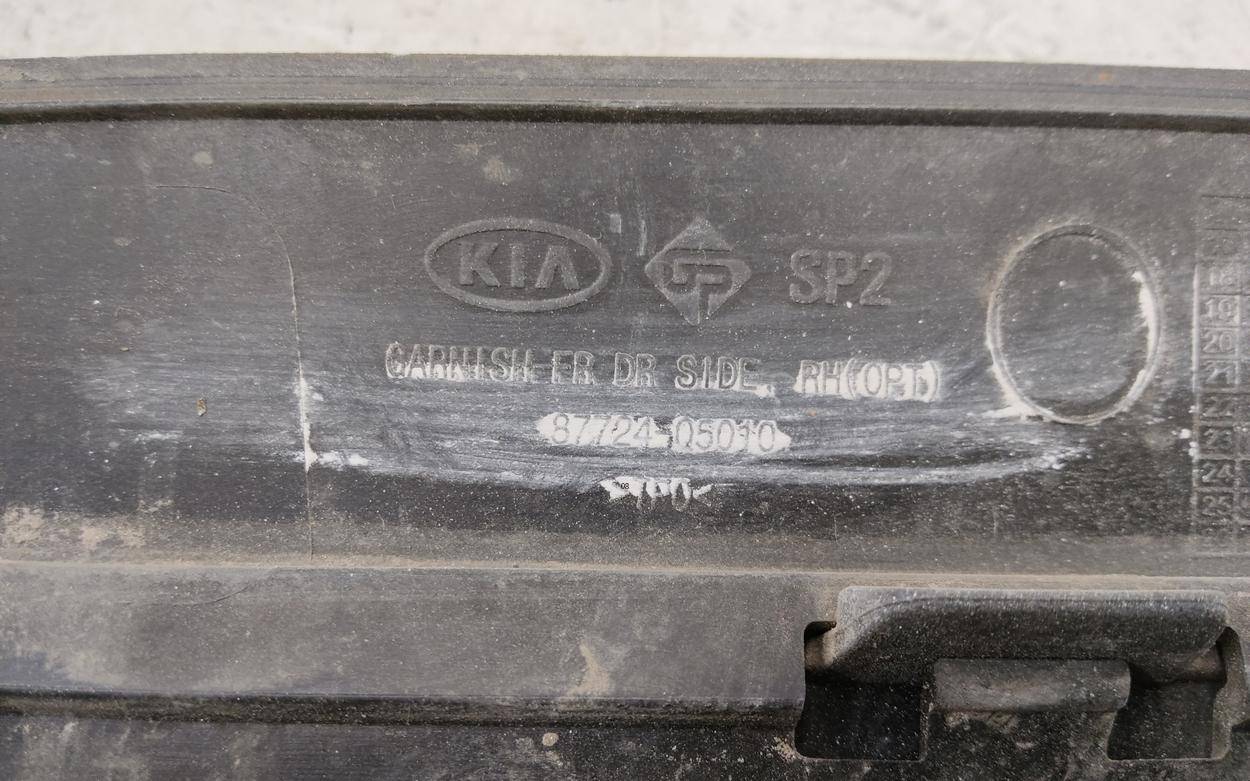 KIA SP2
GARNISH-FR DR SIDE, RH(OPT)
87724-Q5010
18
19
20
21
22
23
24
25